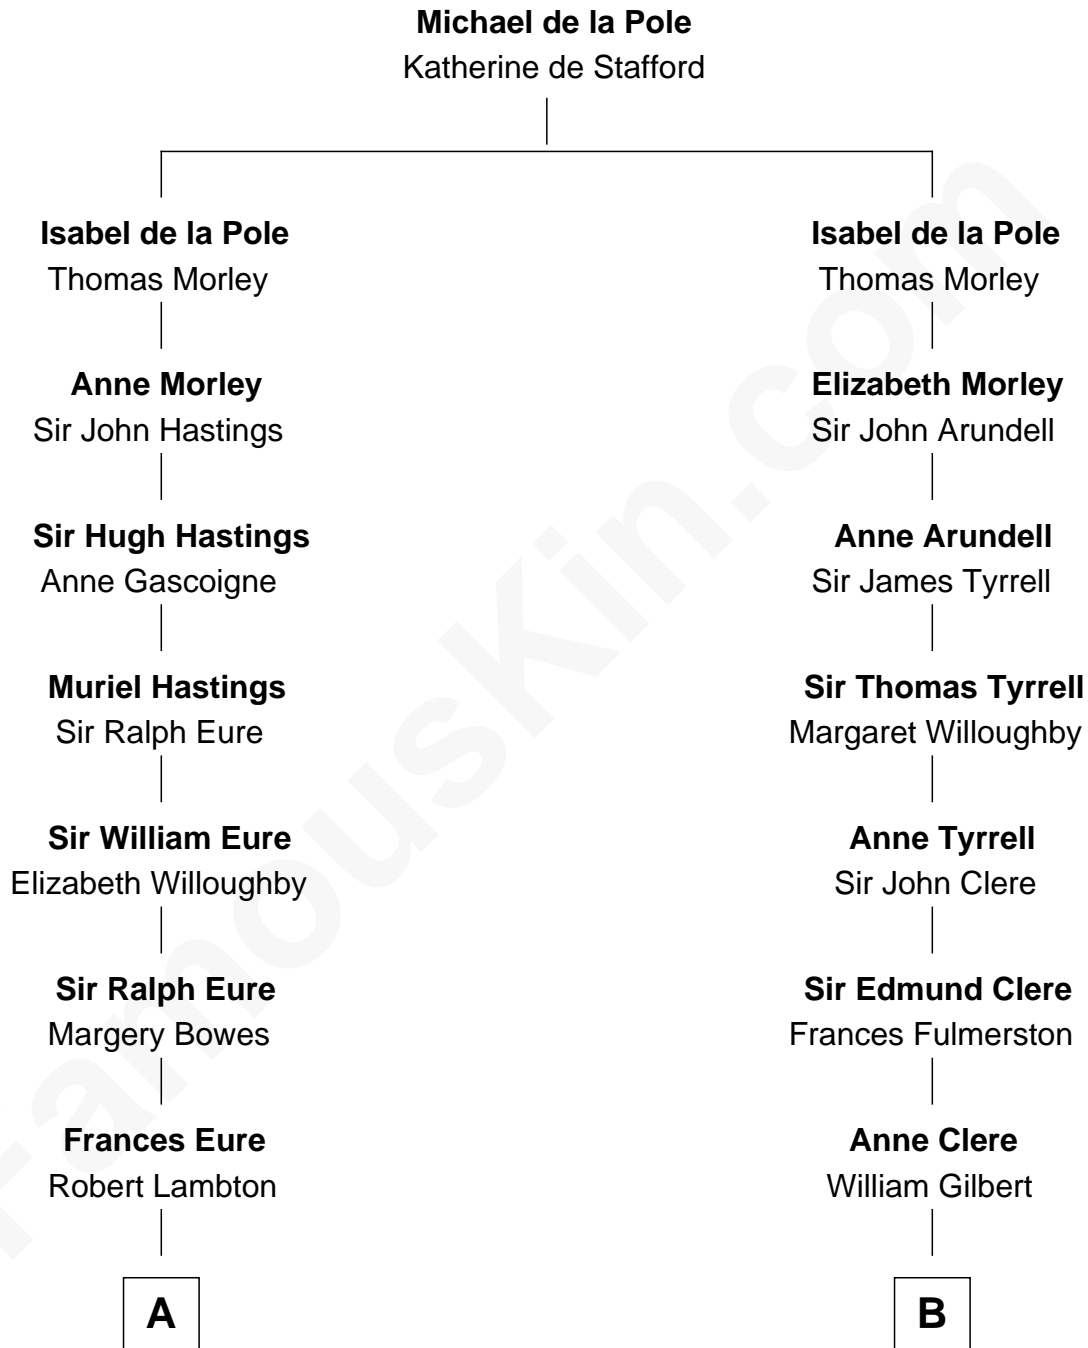 Michael de la Pole
Katherine de Stafford
Isabel de la Pole
Thomas Morley
Isabel de la Pole
Thomas Morley
Anne Morley
Sir John Hastings
Elizabeth Morley
Sir John Arundell
Sir Hugh Hastings
Anne Gascoigne
Anne Arundell
Sir James Tyrrell
Muriel Hastings
Sir Ralph Eure
Sir Thomas Tyrrell
Margaret Willoughby
Sir William Eure
Elizabeth Willoughby
Anne Tyrrell
Sir John Clere
Sir Ralph Eure
Margery Bowes
Sir Edmund Clere
Frances Fulmerston
Frances Eure
Robert Lambton
Anne Clere
William Gilbert
A
B
FamousKin.com